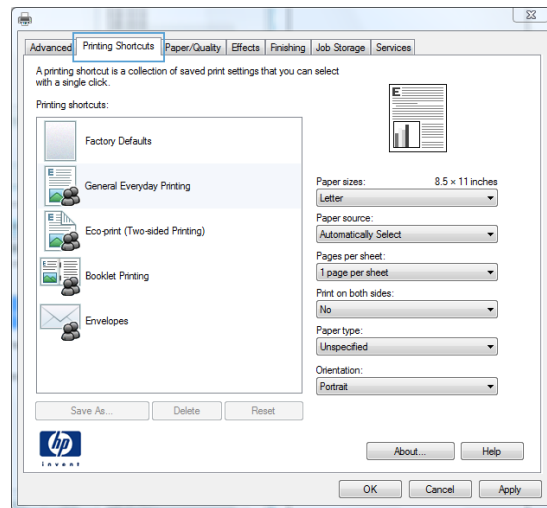 Advanced Printing Shortcuts Paper/Quality Effects Finishing Job Storage Services
A printing shortcut is a collection of saved print settings that you can select
with a single click.
Printing shortcuts:
Factory Defaults
General Everyday Printing
Eco-print (Two-sided Printing)
Booklet Printing
Envelopes
E
Paper sizes: 8.5 × 11 inches
Letter
Paper source:
Automatically Select
Pages per sheet:
1 page per sheet
Print on both sides:
No
Paper type:
Unspecified
Orientation:
Portrait
Save As... Delete Reset
hp
invent
About... Help
OK Cancel Apply